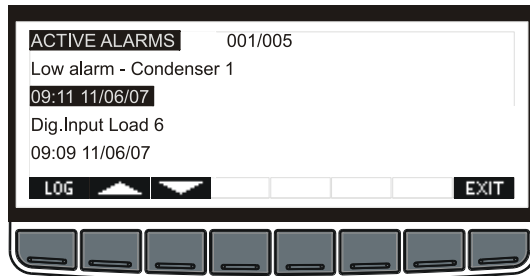 ACTIVE ALARMS 001/005
Low alarm - Condenser 1
09:11 11/06/07
Dig.Input Load 6
09:09 11/06/07
LOG EXIT